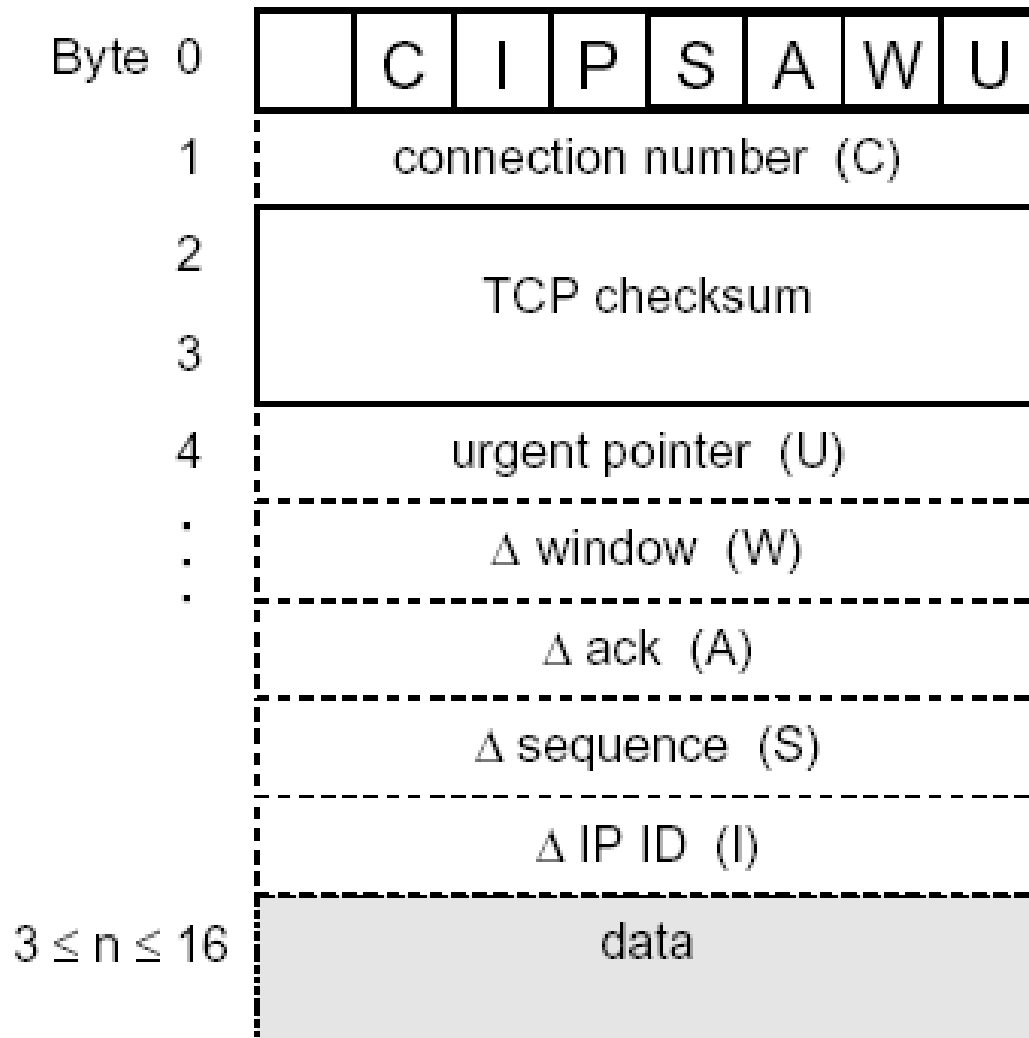 Byte 0 C I P S A W U
1 connection number (C)
2
TCP checksum
3
4 urgent pointer (U)
Δ window (W)
Δ ack (A)
Δ sequence (S)
Δ IP ID (I)
3 ≤ n ≤ 16 data